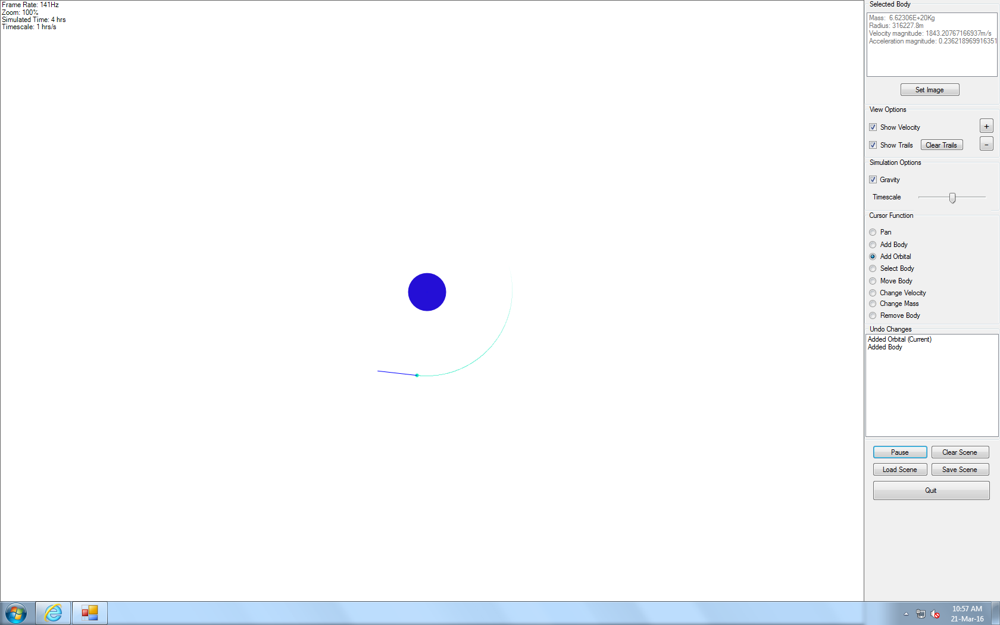 Frame Rate: 141Hz
Zoom: 100%
Simulated Time: 4 hrs
Timescale: 1 hrs/s
Selected Body
Mass: 6.62306E+20Kg
Radius: 316227.8m
Velocity magnitude: 1843.20767166937m/s
Acceleration magnitude: 0.236218969916351
Set Image
View Options
Show Velocity
+
Show Trails
Clear Trails
-
Simulation Options
Gravity
Timescale
Cursor Function
Pan
Add Body
Add Orbital
Select Body
Move Body
Change Velocity
Change Mass
Remove Body
Undo Changes
Added Orbital (Current)
Added Body
Pause
Clear Scene
Load Scene
Save Scene
Quit
10:57 AM
21-Mar-16